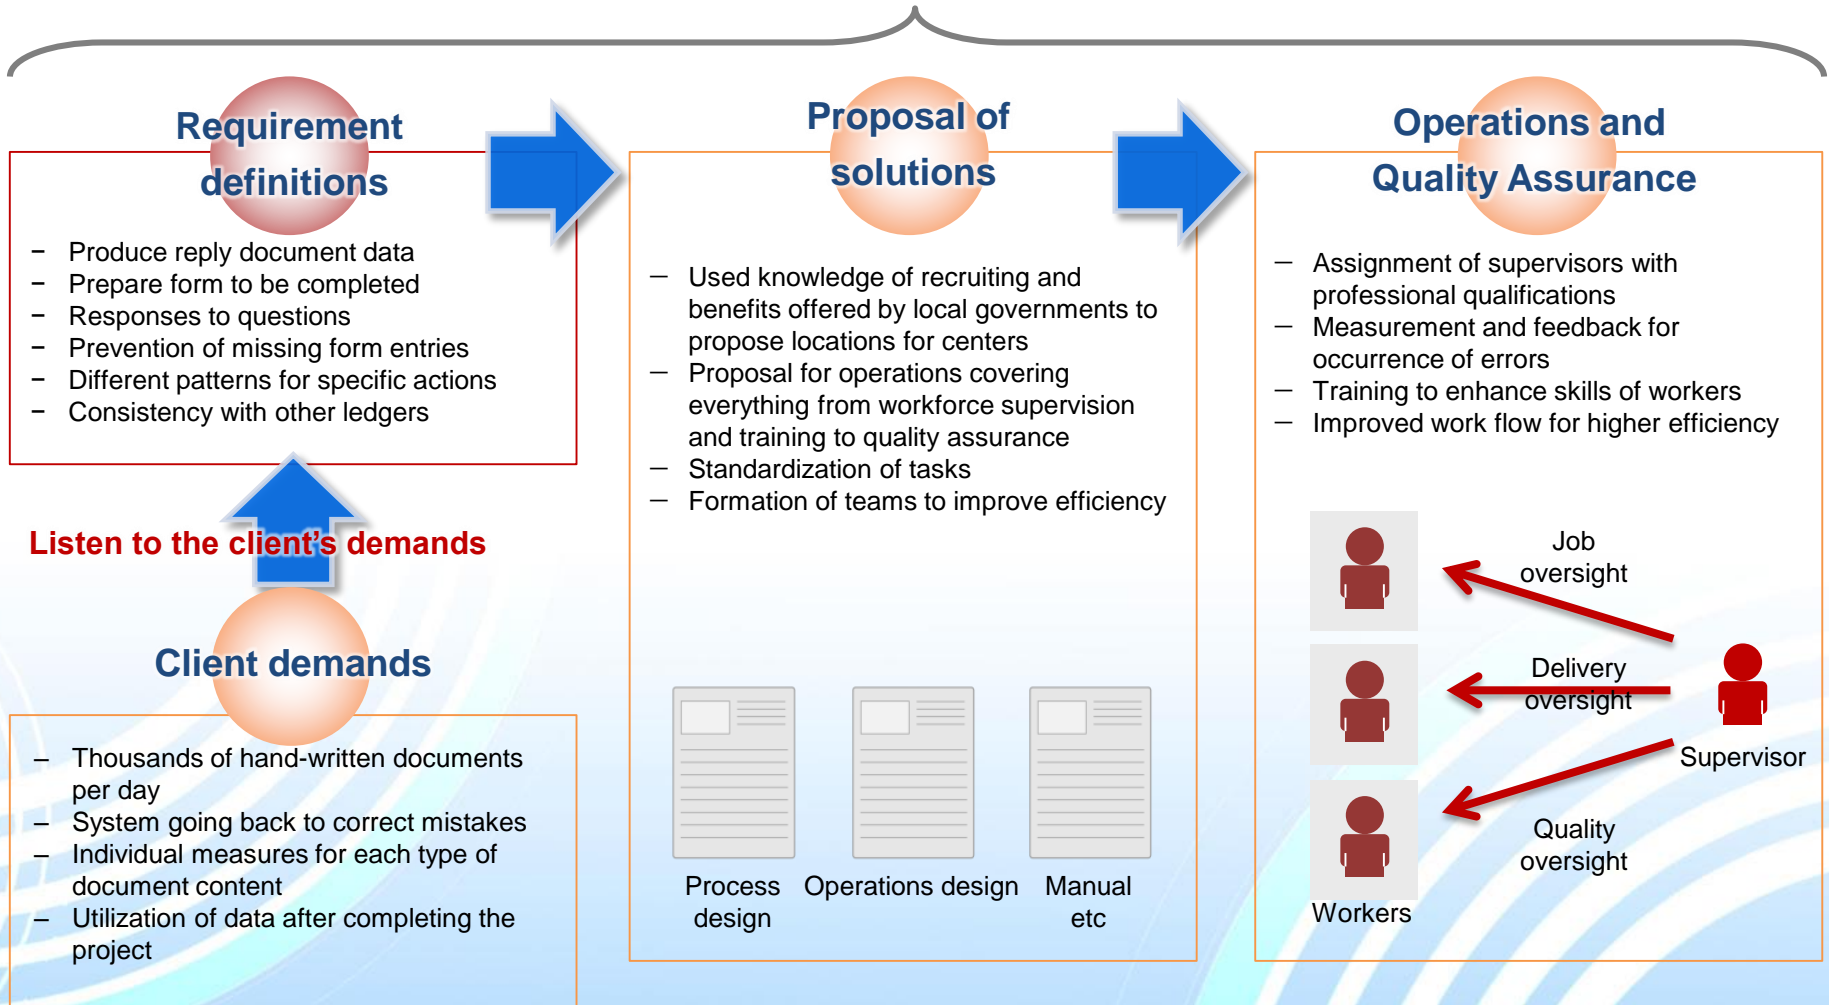 Requirement
definitions
− Produce reply document data
− Prepare form to be completed
− Responses to questions
− Prevention of missing form entries
− Different patterns for specific actions
− Consistency with other ledgers
Listen to the client's demands
Client demands
– Thousands of hand-written documents
per day
– System going back to correct mistakes
– Individual measures for each type of
document content
– Utilization of data after completing the
project
Proposal of
solutions
– Used knowledge of recruiting and
benefits offered by local governments to
propose locations for centers
– Proposal for operations covering
everything from workforce supervision
and training to quality assurance
– Standardization of tasks
– Formation of teams to improve efficiency
Process
design
Operations design
Manual
etc
Operations and
Quality Assurance
– Assignment of supervisors with
professional qualifications
– Measurement and feedback for
occurrence of errors
– Training to enhance skills of workers
– Improved work flow for higher efficiency
Job
oversight
Delivery
oversight
Supervisor
Quality
oversight
Workers